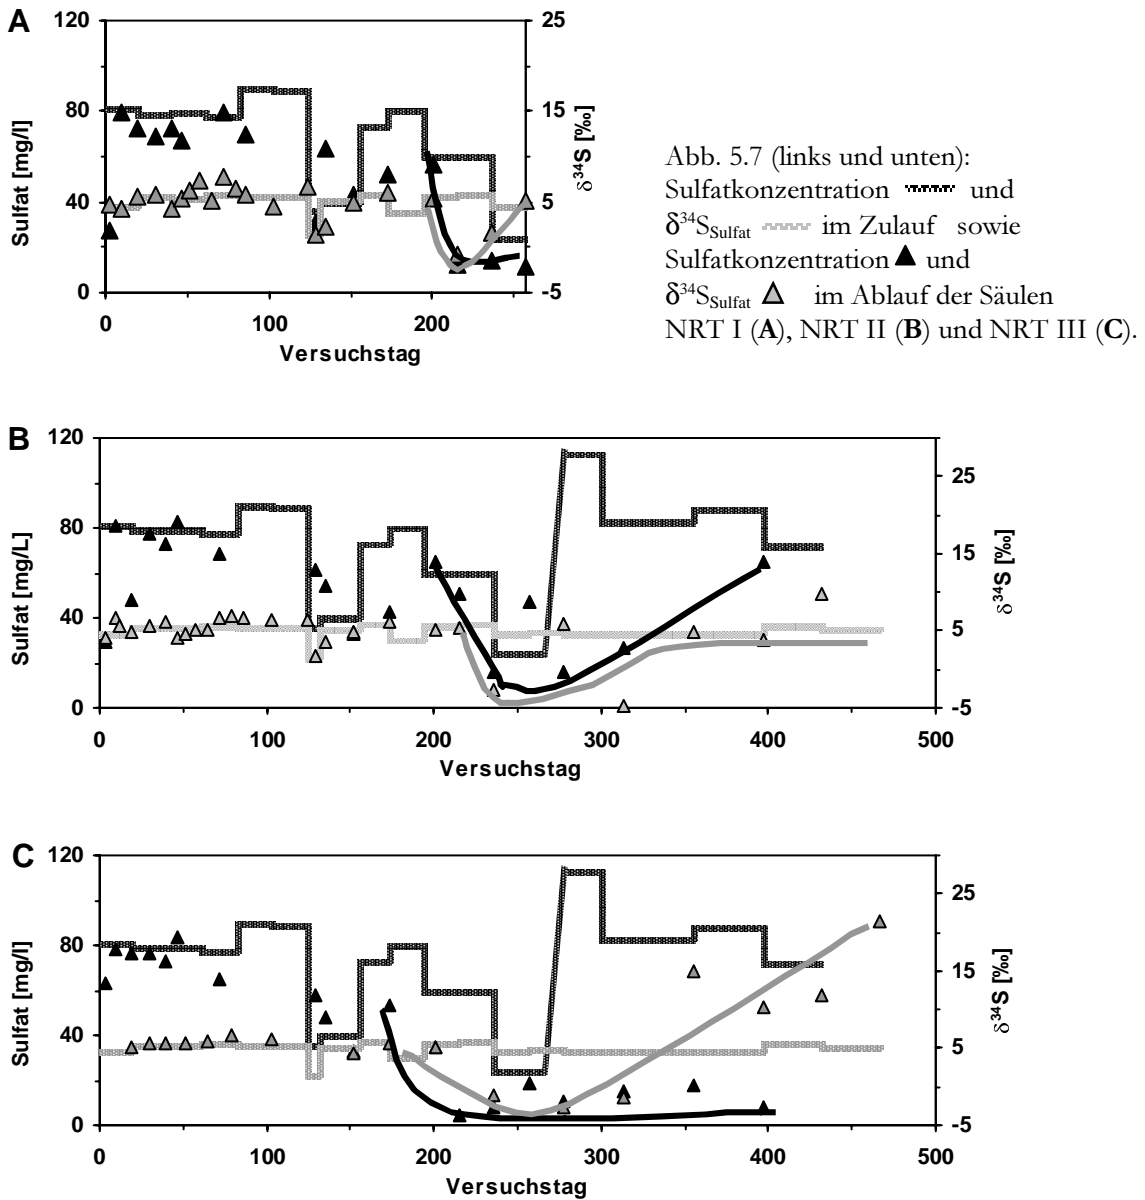 A
120
80
40
0
Sulfat [mg/l]
25
15
5
-5
δ³⁴S [‰]
0 100 200
Versuchstag
Abb. 5.7 (links und unten):
Sulfatkonzentration und
δ³⁴S_Sulfat im Zulauf sowie
Sulfatkonzentration ▲ und
δ³⁴S_Sulfat △ im Ablauf der Säulen
NRT I (A), NRT II (B) und NRT III (C).
B
120
80
40
0
Sulfat [mg/L]
25
15
5
-5
δ³⁴S [‰]
0 100 200 300 400 500
Versuchstag
C
120
80
40
0
Sulfat [mg/l]
25
15
5
-5
δ³⁴S [‰]
0 100 200 300 400 500
Versuchstag